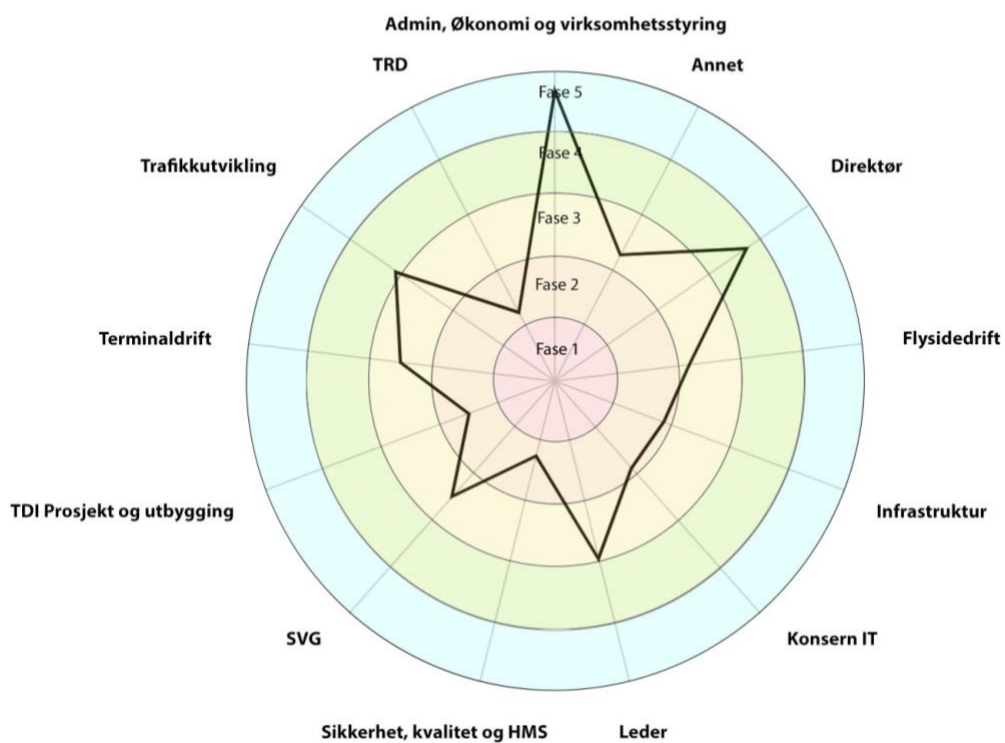 Admin, Økonomi og virksomhetsstyring
TRD
Annet
Fase 5
Fase 4
Trafikkutvikling
Direktør
Fase 3
Fase 2
Terminaldrift
Flysidedrift
Fase 1
TDI Prosjekt og utbygging
Infrastruktur
SVG
Konsern IT
Sikkerhet, kvalitet og HMS
Leder